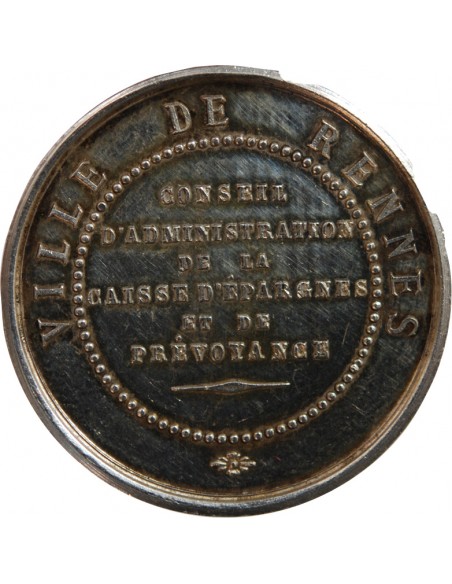 VILLE DE RENNES
CONSEIL
D'ADMINISTRATION
DE LA
CAISSE D'ÉPARGNES
ET DE
PRÉVOYANCE